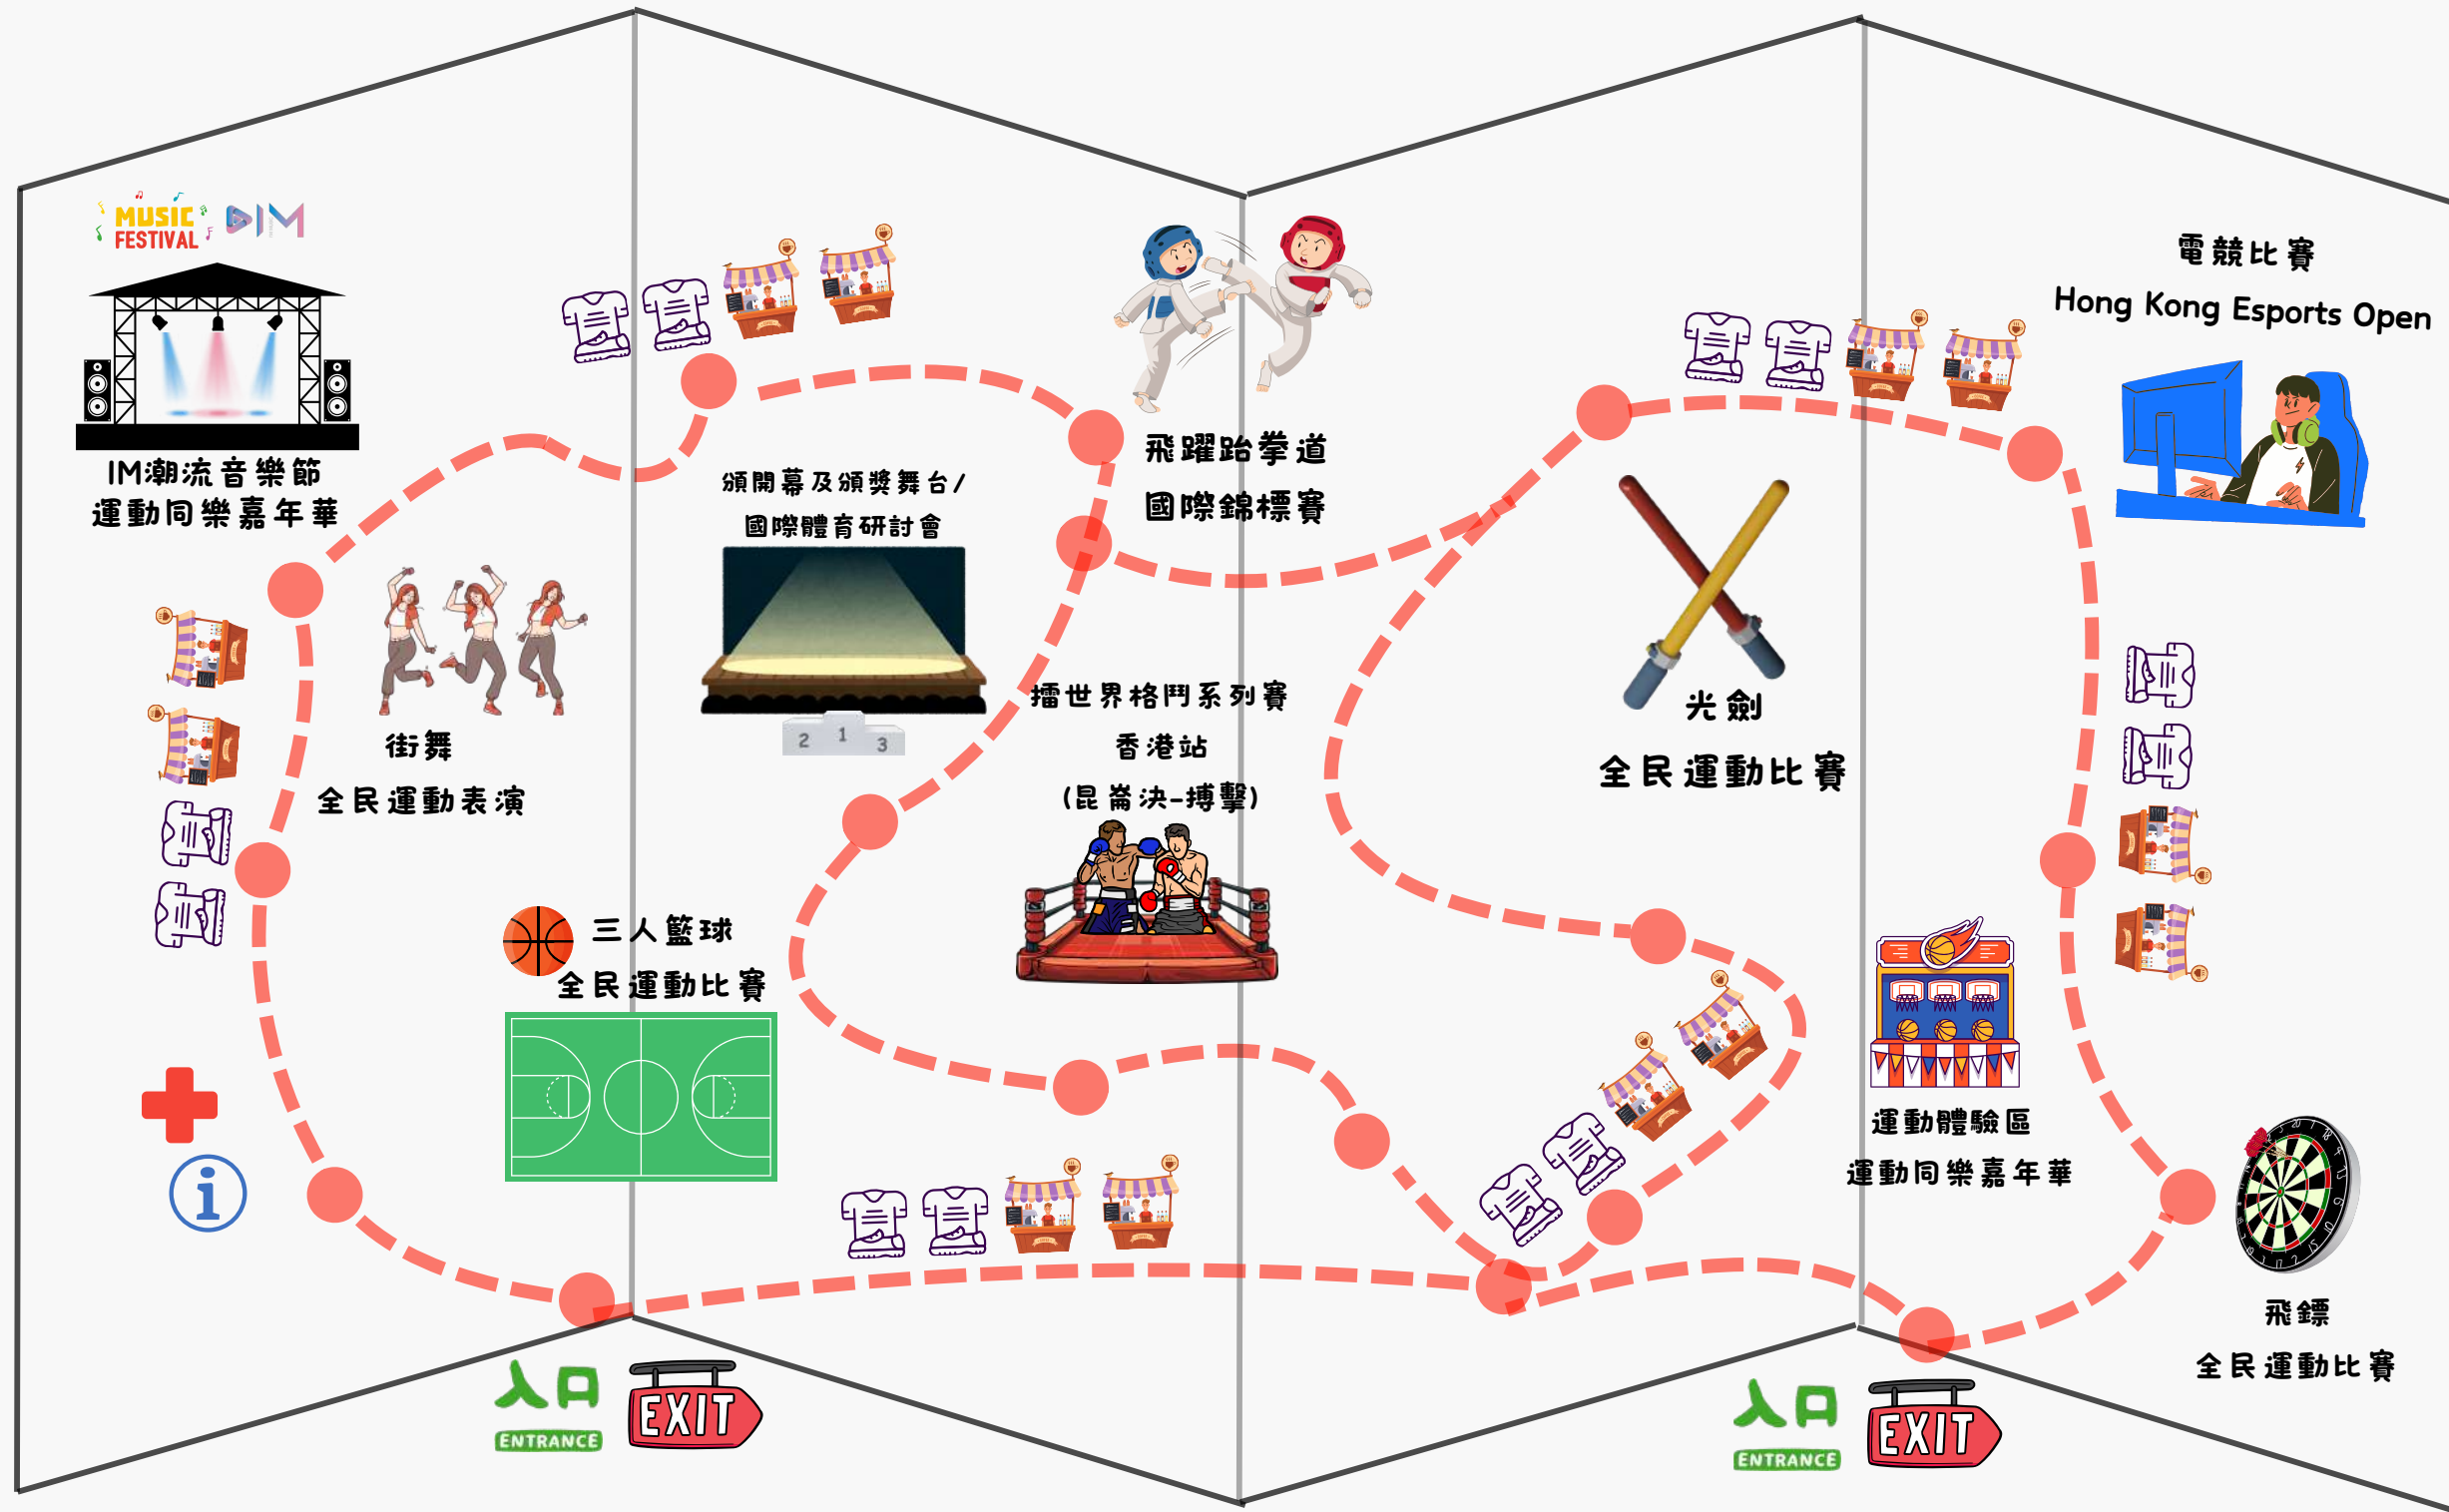 MUSIC
FESTIVAL
IM
IM潮流音樂節
運動同樂嘉年華
街舞
全民運動表演
頒開幕及頒獎舞台/
國際體育研討會
2 1 3
三人籃球
全民運動比賽
飛躍跆拳道
國際錦標賽
擂世界格鬥系列賽
香港站
(昆崙決-搏擊)
光劍
全民運動比賽
電競比賽
Hong Kong Esports Open
運動體驗區
運動同樂嘉年華
飛鏢
全民運動比賽
入口
ENTRANCE
EXIT
入口
ENTRANCE
EXIT